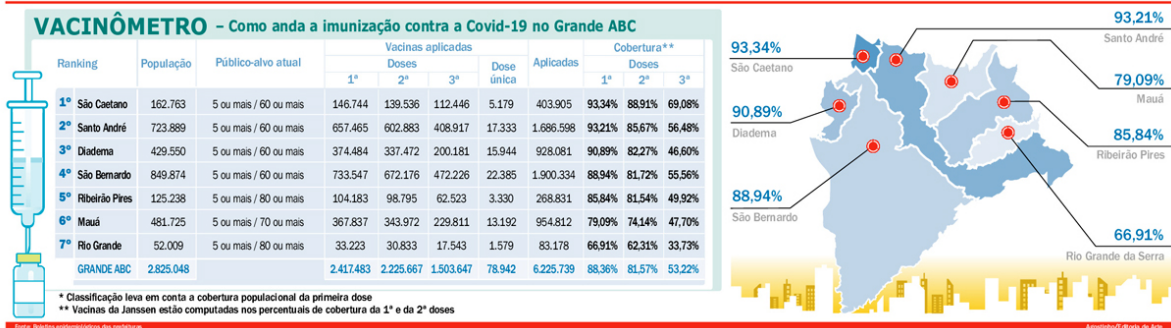 VACINÔMETRO – Como anda a imunização contra a Covid-19 no Grande ABC
Vacinas aplicadas Cobertura**
Ranking População Público-alvo atual Doses Dose única Aplicadas Doses
1ª 2ª 3ª 1ª 2ª 3ª
1º São Caetano 162.763 5 ou mais / 60 ou mais 146.744 139.536 112.446 5.179 403.905 93,34% 88,91% 69,08%
2º Santo André 723.889 5 ou mais / 60 ou mais 657.465 602.883 408.917 17.333 1.686.598 93,21% 85,67% 56,48%
3º Diadema 429.550 5 ou mais / 60 ou mais 374.484 337.472 200.181 15.944 928.081 90,89% 82,27% 46,60%
4º São Bernardo 849.874 5 ou mais / 60 ou mais 733.547 672.176 472.226 22.385 1.900.334 88,94% 81,72% 55,56%
5º Ribeirão Pires 125.238 5 ou mais / 60 ou mais 104.183 98.795 62.523 3.330 268.831 85,84% 81,54% 49,92%
6º Mauá 481.725 5 ou mais / 70 ou mais 367.837 343.972 229.811 13.192 954.812 79,09% 74,14% 47,70%
7º Rio Grande 52.009 5 ou mais / 80 ou mais 33.223 30.833 17.543 1.579 83.178 66,91% 62,31% 33,73%
GRANDE ABC 2.825.048 2.417.483 2.225.667 1.503.647 78.942 6.225.739 88,36% 81,57% 53,22%
* Classificação leva em conta a cobertura populacional da primeira dose
** Vacinas da Janssen estão computadas nos percentuais de cobertura da 1ª e da 2ª doses
93,34%
São Caetano
90,89%
Diadema
88,94%
São Bernardo
93,21%
Santo André
79,09%
Mauá
85,84%
Ribeirão Pires
66,91%
Rio Grande da Serra
Fonte: Boletins epidemiológicos das prefeituras
Agostinho/Editoria de Arte